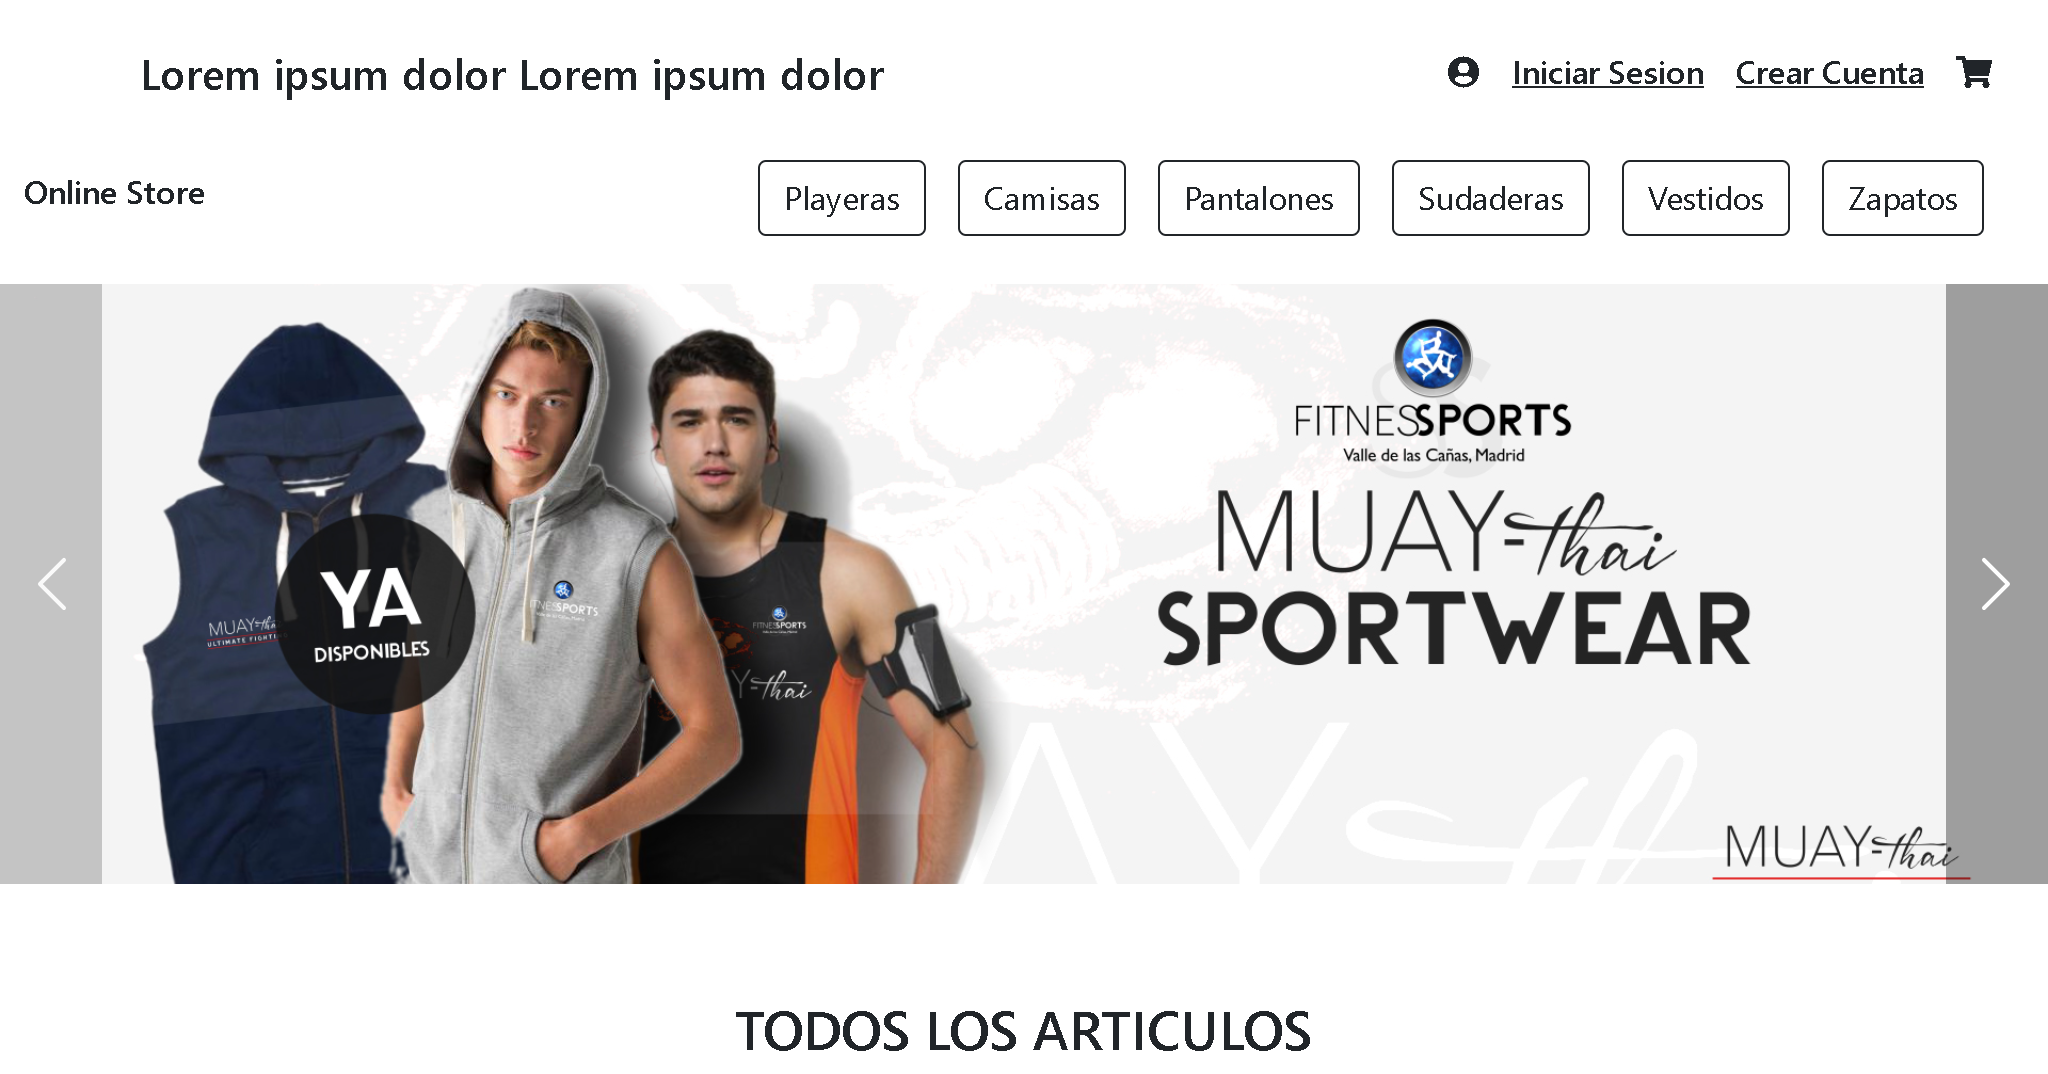 Lorem ipsum dolor Lorem ipsum dolor
Iniciar Sesion
Crear Cuenta
Online Store
Playeras
Camisas
Pantalones
Sudaderas
Vestidos
Zapatos
FITNESSPORTS
Valle de las Cañas, Madrid
MUAY-thai
SPORTWEAR
YA
DISPONIBLES
MUAY-thai
ULTIMATE FIGHTING
FITNESSPORTS
FITNESSPORTS
thai
MUAY-thai
TODOS LOS ARTICULOS